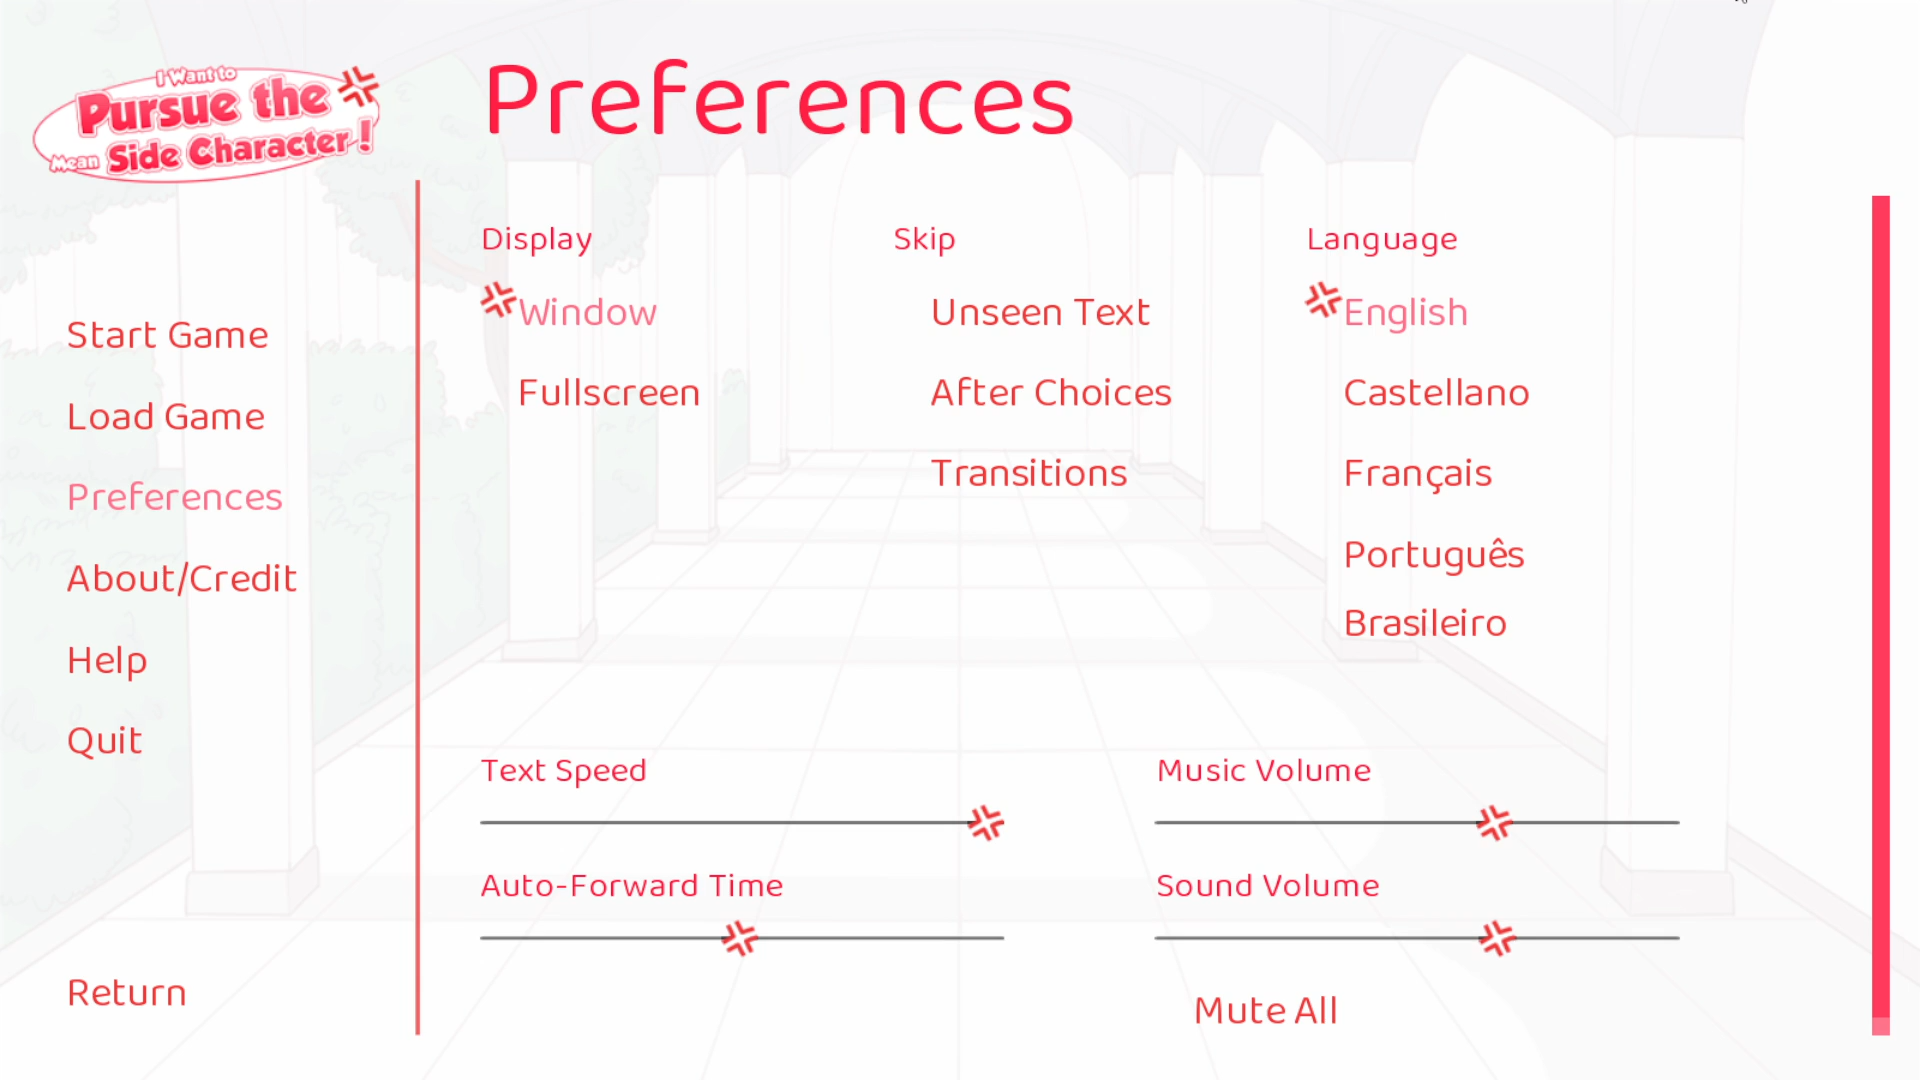 I Want to
Pursue the
Mean Side Character!
Preferences
Start Game
Load Game
Preferences
About/Credit
Help
Quit
Return
Display
Window
Fullscreen
Skip
Unseen Text
After Choices
Transitions
Language
English
Castellano
Français
Português
Brasileiro
Text Speed
Auto-Forward Time
Music Volume
Sound Volume
Mute All